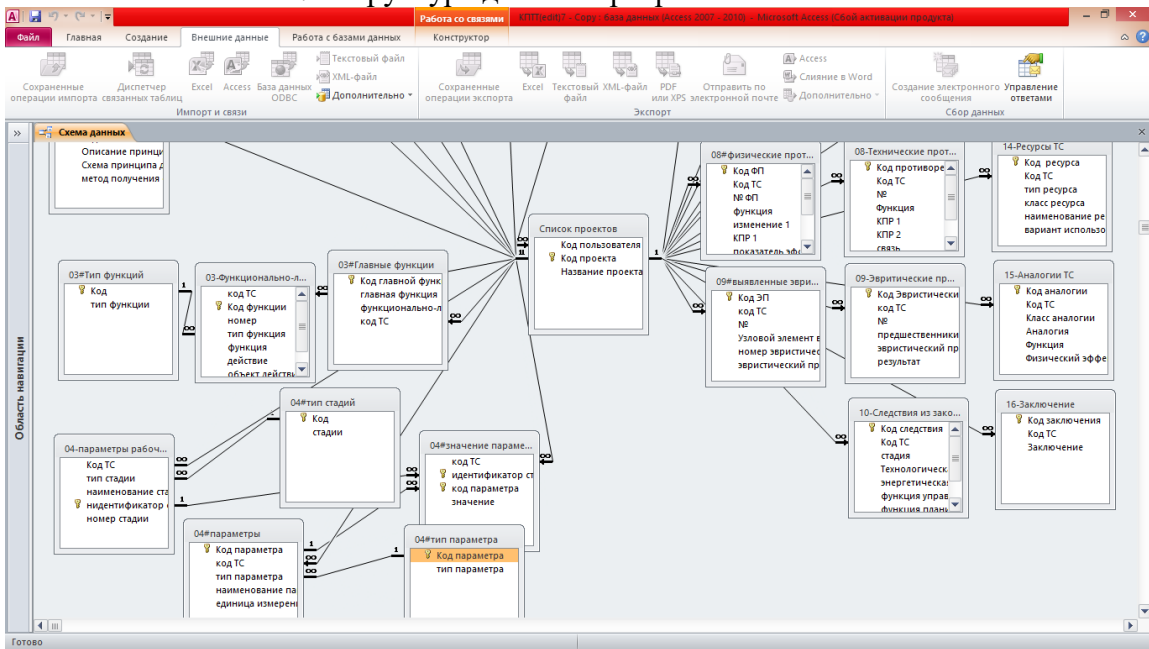 Работа со связями
КПП(edit)7 - Copy : база данных (Access 2007 - 2010) - Microsoft Access (Сбой активации продукта)
Файл Главная Создание Внешние данные Работа с базами данных Конструктор
Сохраненные операции импорта
Диспетчер связанных таблиц
Excel
Access
База данных ODBC
Текстовый файл
XML-файл
Дополнительно
Импорт и связи
Сохраненные операции экспорта
Excel
Текстовый файл
XML-файл
PDF или XPS
Отправить по электронной почте
Access
Слияние в Word
Дополнительно
Экспорт
Создание электронного сообщения
Управление ответами
Сбор данных
Схема данных
Область навигации
Описание принци
Схема принципа д
метод получения
03#Тип функций
Код
тип функции
03-Функционально-л...
код ТС
Код функции
номер
тип функция
функция
действие
объект действи
03#Главные функции
Код главной функ
главная функция
функционально-л
код ТС
Список проектов
Код пользователя
Код проекта
Название проекта
08#физические прот...
Код ФП
Код ТС
№ ФП
функция
изменение 1
КПР 1
показатель эфф
08-Технические прот...
Код противоре
Код ТС
№
Функция
КПР 1
КПР 2
связь
14-Ресурсы ТС
Код ресурса
Код ТС
тип ресурса
класс ресурса
наименование ре
вариант использо
09#выявленные эври...
Код ЭП
код ТС
№
Узловой элемент в
номер эвристичес
эвристический пр
09-Эвритические пр...
Код Эвристически
код ТС
№
предшественники
эвристический пр
результат
15-Аналогии ТС
Код аналогии
Код ТС
Класс аналогии
Аналогия
Функция
Физический эффе
04#тип стадий
Код
стадии
04-параметры рабоч...
Код ТС
тип стадии
наименование ста
нидентификатор с
номер стадии
04#значение параме...
код ТС
идентификатор ст
код параметра
значение
10-Следствия из зако...
Код следствия
Код ТС
стадия
Технологическ
энергетическая
функция управ
функция плани
16-Заключение
Код заключения
Код ТС
Заключение
04#параметры
Код параметра
код ТС
тип параметра
наименование па
единица измерен
04#тип параметра
Код параметра
тип параметра
Готово